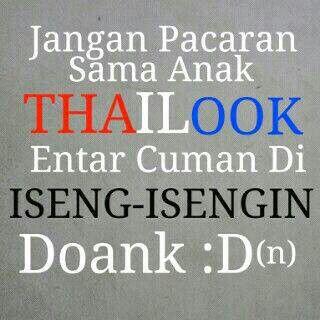 Jangan Pacaran
Sama Anak
THAILOOK
Entar Cuman Di
ISENG-ISENGIN
Doank :D(n)